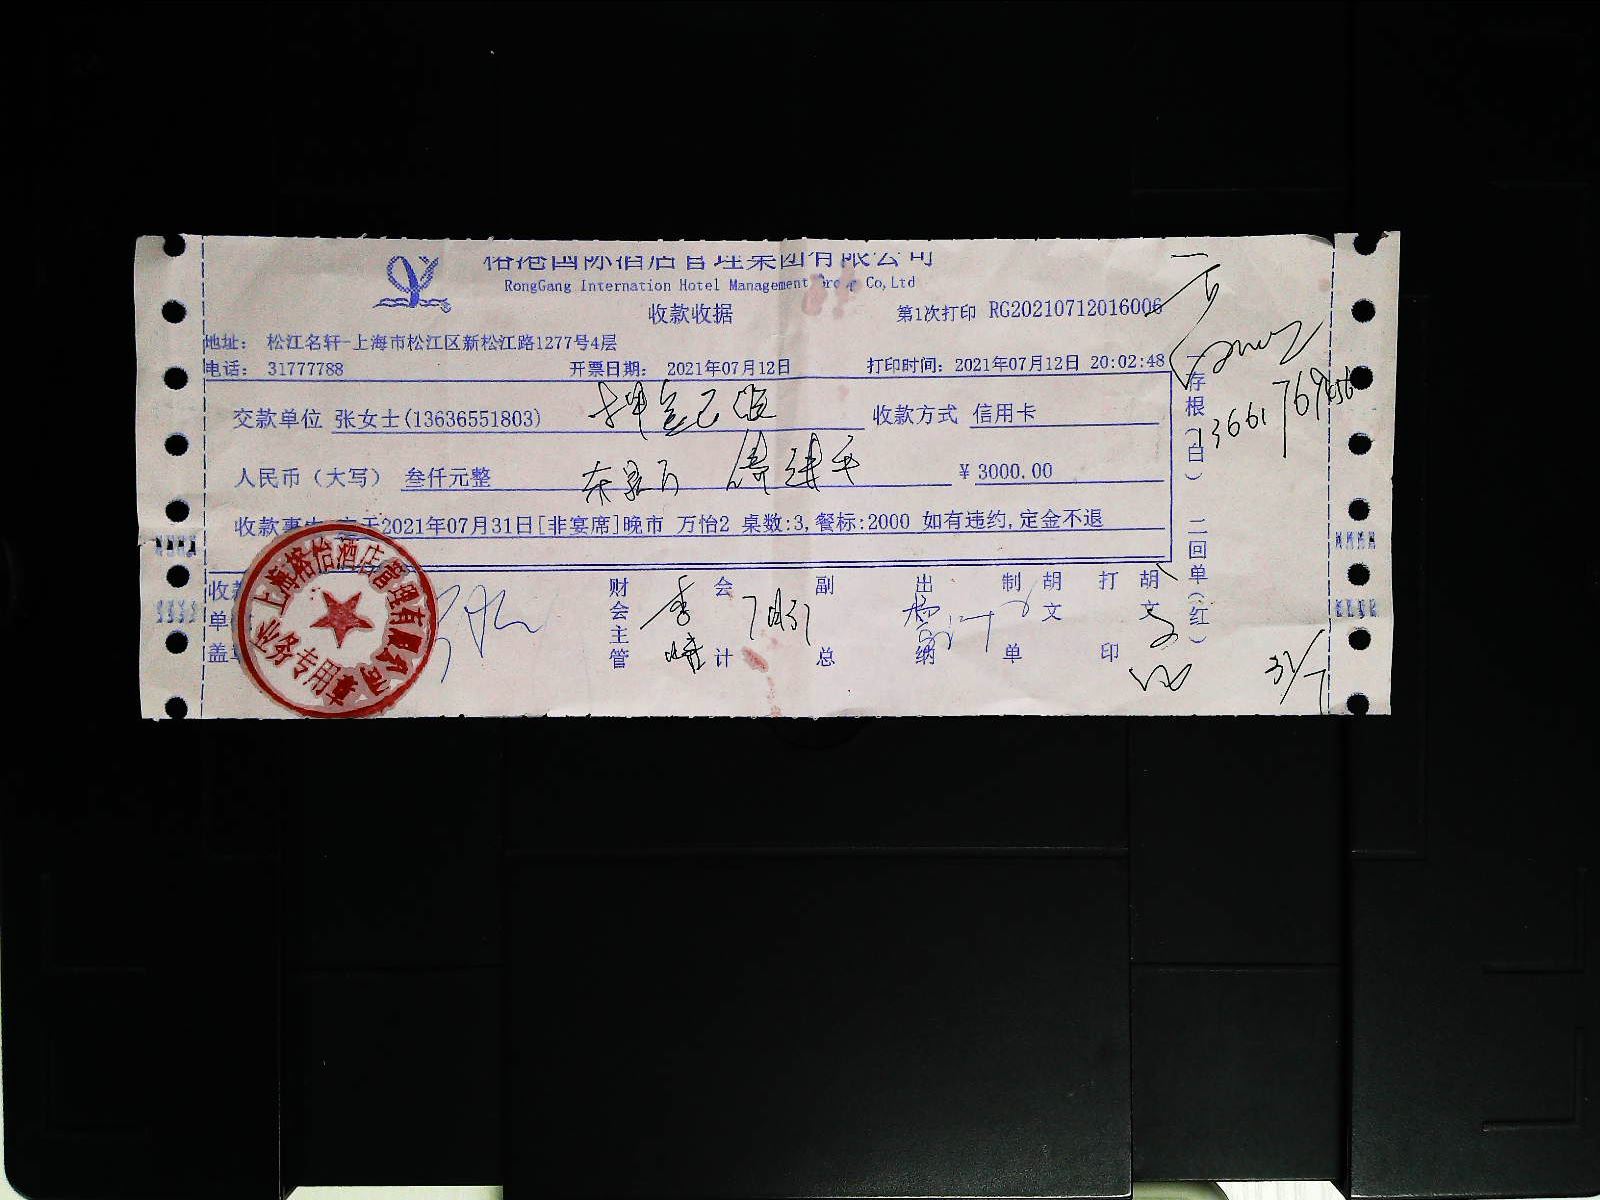 榕港国际酒店管理集团有限公司
RongGang Internation Hotel Management Group Co,Ltd
收款收据
第1次打印 RG20210712016006
地址： 松江名轩-上海市松江区新松江路1277号4层
电话： 31777788 开票日期： 2021年07月12日 打印时间：2021年07月12日 20:02:48
交款单位 张女士(13636551803) 收款方式 信用卡
押金已退
人民币（大写） 叁仟元整 ￥3000.00
收款事由 2021年07月31日[非宴席]晚市 万怡2 桌数:3,餐标:2000 如有违约,定金不退
一存根（白） 二回单（红）
收款单 盖章
财会主管 会计 副总 出纳 制单 胡文 打印 胡文
31/7
上海榕怡酒店管理有限公司
业务专用章